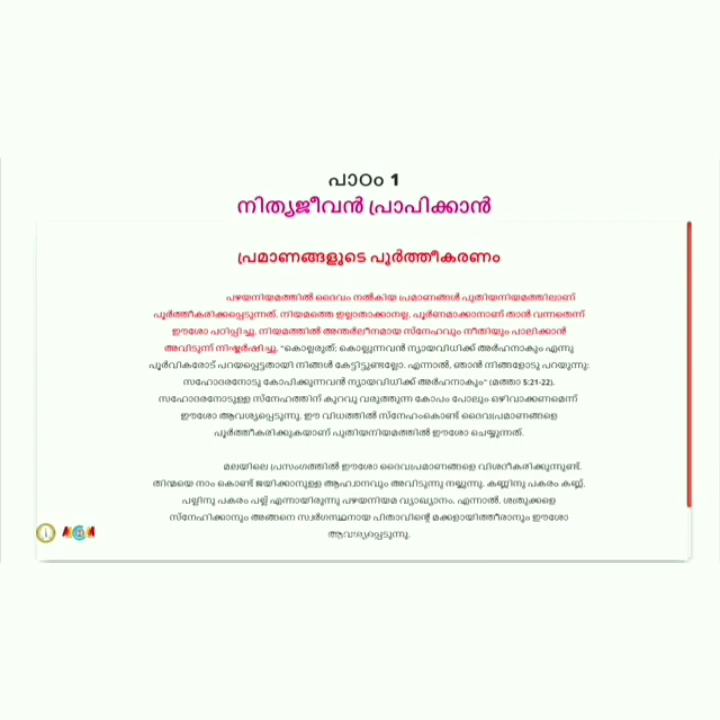 പാഠം 1
നിത്യജീവൻ പ്രാപിക്കാൻ
പ്രമാണങ്ങളുടെ പൂർത്തീകരണം
പഴയനിയമത്തിൽ ദൈവം നൽകിയ പ്രമാണങ്ങൾ പുതിയനിയമത്തിലാണ്
പൂർത്തീകരിക്കപ്പെടുന്നത്. നിയമത്തെ ഇല്ലാതാക്കാനല്ല, പൂർണമാക്കാനാണ് താൻ വന്നതെന്ന്
ഈശോ പഠിപ്പിച്ചു. നിയമത്തിൽ അന്തർലീനമായ സ്നേഹവും നീതിയും പാലിക്കാൻ
അവിടുന്ന് നിഷ്കർഷിച്ചു. "കൊല്ലരുത്; കൊല്ലുന്നവൻ ന്യായവിധിക്ക് അർഹനാകും എന്നു
പൂർവികരോട് പറയപ്പെട്ടതായി നിങ്ങൾ കേട്ടിട്ടുണ്ടല്ലോ. എന്നാൽ, ഞാൻ നിങ്ങളോടു പറയുന്നു:
സഹോദരനോടു കോപിക്കുന്നവൻ ന്യായവിധിക്ക് അർഹനാകും" (മത്താ 5:21-22).
സഹോദരനോടുള്ള സ്നേഹത്തിന് കുറവു വരുത്തുന്ന കോപം പോലും ഒഴിവാക്കണമെന്ന്
ഈശോ ആവശ്യപ്പെടുന്നു. ഈ വിധത്തിൽ സ്നേഹംകൊണ്ട് ദൈവപ്രമാണങ്ങളെ
പൂർത്തീകരിക്കുകയാണ് പുതിയനിയമത്തിൽ ഈശോ ചെയ്യുന്നത്.
മലയിലെ പ്രസംഗത്തിൽ ഈശോ ദൈവപ്രമാണങ്ങളെ വിശദീകരിക്കുന്നുണ്ട്.
തിന്മയെ നാം കൊണ്ട് ജയിക്കാനുള്ള ആഹ്വാനവും അവിടുന്നു നല്കുന്നു. കണ്ണിനു പകരം കണ്ണ്,
പല്ലിനു പകരം പല്ല് എന്നായിരുന്നു പഴയനിയമ വ്യാഖ്യാനം. എന്നാൽ, ശത്രുക്കളെ
സ്നേഹിക്കാനും അങ്ങനെ സ്വർഗസ്ഥനായ പിതാവിന്റെ മക്കളായിത്തീരാനും ഈശോ
ആവശ്യപ്പെടുന്നു.